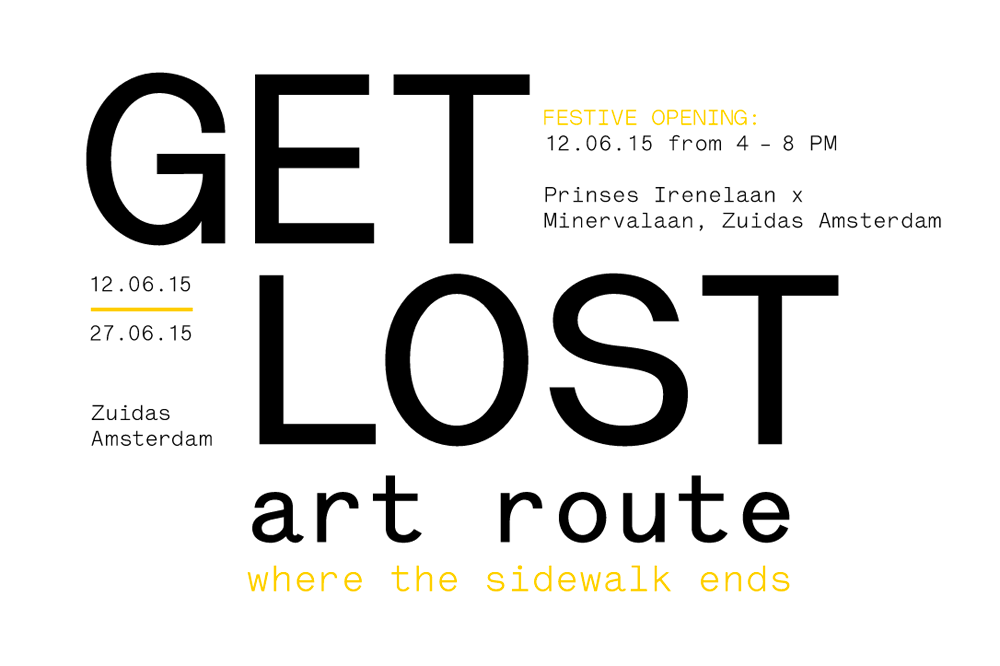 GET
FESTIVE OPENING:
12.06.15 from 4 – 8 PM
Prinses Irenelaan x
Minervalaan, Zuidas Amsterdam
12.06.15
27.06.15
LOST
Zuidas
Amsterdam
art route
where the sidewalk ends